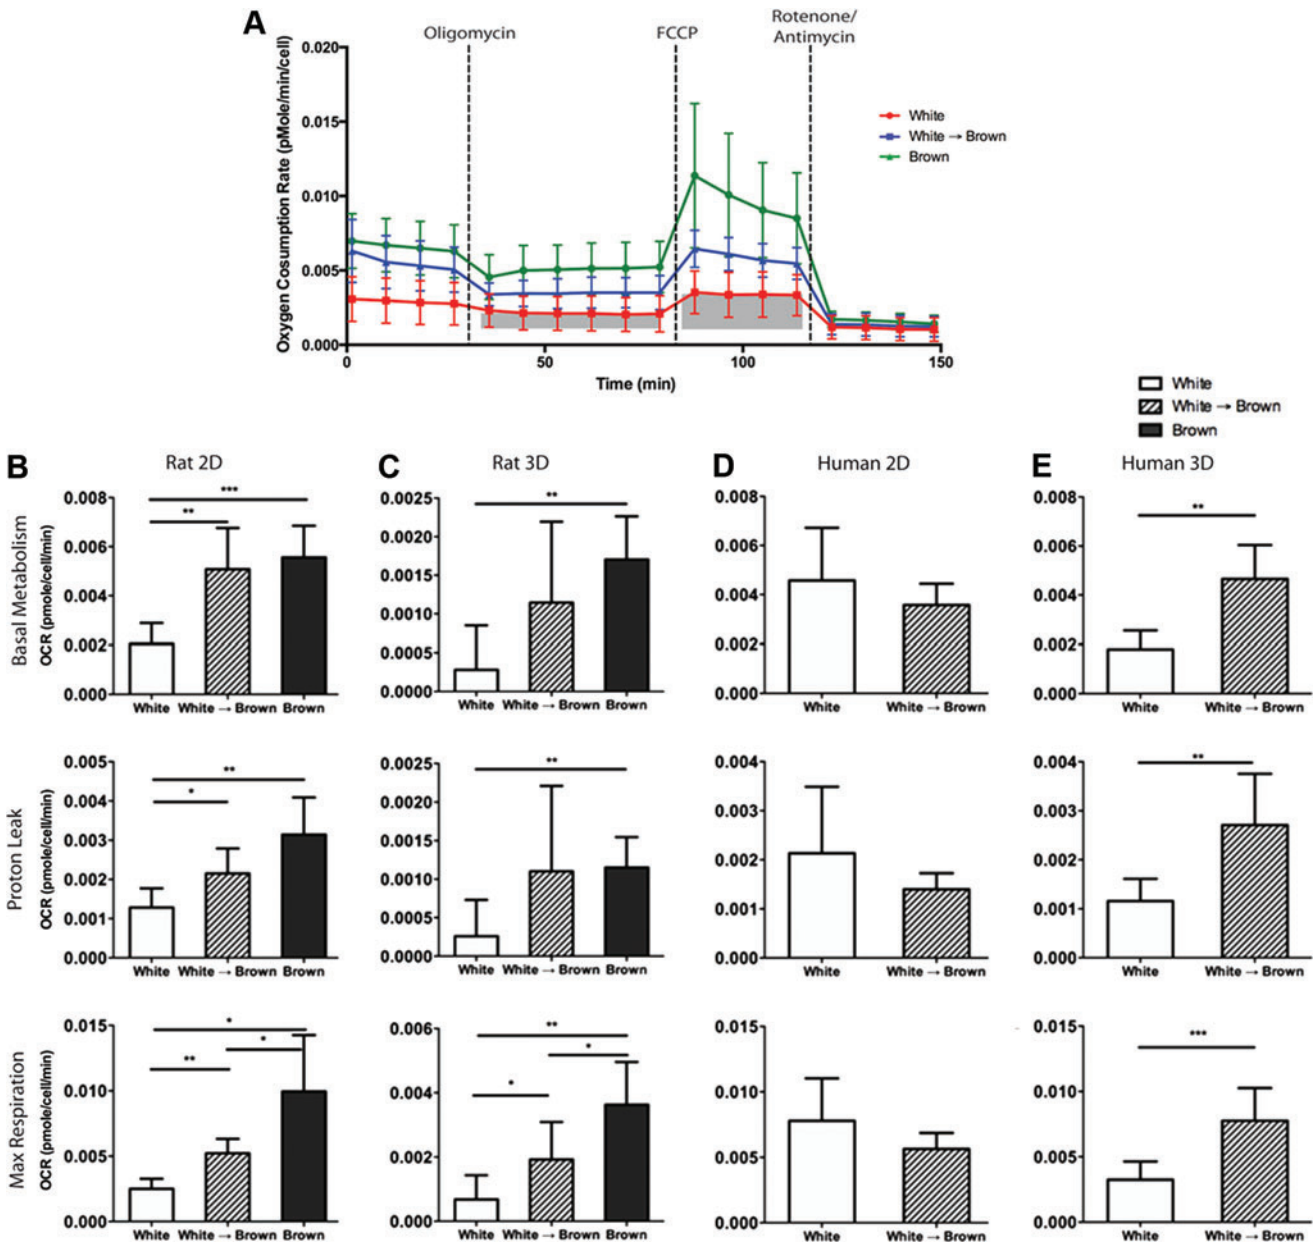 A
Oligomycin
FCCP
Rotenone/
Antimycin
Oxygen Cosumption Rate (pMole/min/cell)
0.020
0.015
0.010
0.005
0.000
0
50
100
150
Time (min)
White
White → Brown
Brown
White
White → Brown
Brown
B
Rat 2D
C
Rat 3D
D
Human 2D
E
Human 3D
Basal Metabolism
OCR (pmole/cell/min)
0.008
0.006
0.004
0.002
0.000
***
**
White White → Brown Brown
0.0025
0.0020
0.0015
0.0010
0.0005
0.0000
**
White White → Brown Brown
0.008
0.006
0.004
0.002
0.000
White White → Brown
0.008
0.006
0.004
0.002
0.000
**
White White → Brown
Proton Leak
OCR (pmole/cell/min)
0.005
0.004
0.003
0.002
0.001
0.000
**
*
White White → Brown Brown
0.0025
0.0020
0.0015
0.0010
0.0005
0.0000
**
White White → Brown Brown
0.004
0.003
0.002
0.001
0.000
White White → Brown
0.004
0.003
0.002
0.001
0.000
**
White White → Brown
Max Respiration
OCR (pmole/cell/min)
0.015
0.010
0.005
0.000
*
*
**
White White → Brown Brown
0.006
0.004
0.002
0.000
**
*
*
White White → Brown Brown
0.015
0.010
0.005
0.000
White White → Brown
0.015
0.010
0.005
0.000
***
White White → Brown